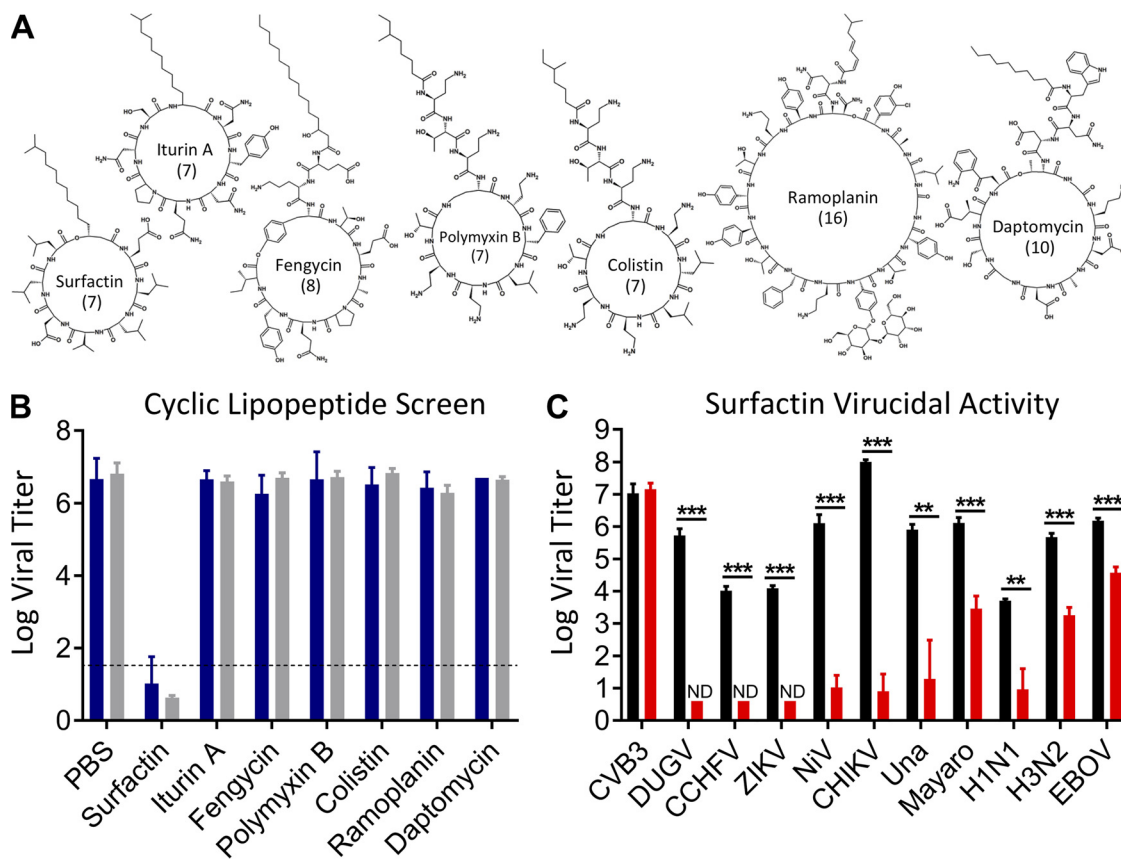 A
Iturin A
(7)
Surfactin
(7)
Fengycin
(8)
Polymyxin B
(7)
Colistin
(7)
Ramoplanin
(16)
Daptomycin
(10)
B
Cyclic Lipopeptide Screen
Log Viral Titer
8
6
4
2
0
PBS
Surfactin
Iturin A
Fengycin
Polymyxin B
Colistin
Ramoplanin
Daptomycin
C
Surfactin Virucidal Activity
Log Viral Titer
9
8
7
6
5
4
3
2
1
0
***
***
***
***
***
**
***
**
***
***
ND
ND
ND
CVB3
DUGV
CCHFV
ZIKV
NiV
CHIKV
Una
Mayaro
H1N1
H3N2
EBOV